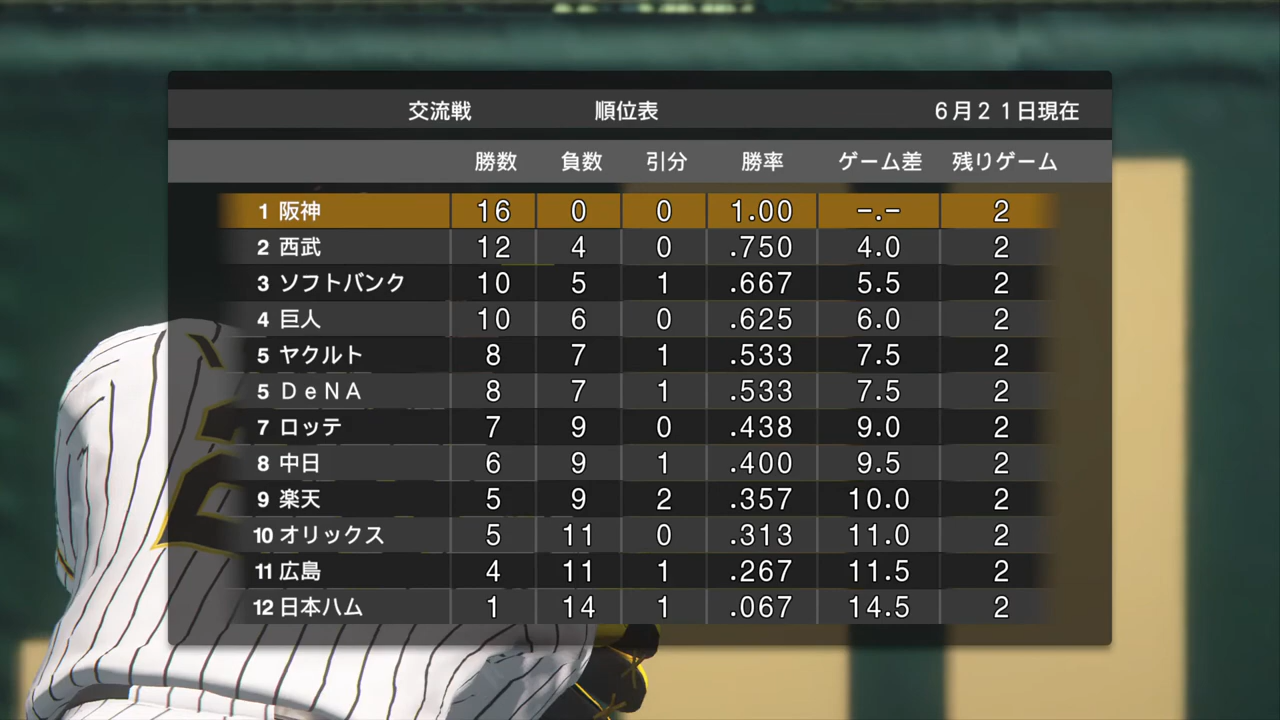 交流戦 順位表 6月21日現在
勝数 負数 引分 勝率 ゲーム差 残りゲーム
1 阪神 16 0 0 1.00 -.- 2
2 西武 12 4 0 .750 4.0 2
3 ソフトバンク 10 5 1 .667 5.5 2
4 巨人 10 6 0 .625 6.0 2
5 ヤクルト 8 7 1 .533 7.5 2
5 DeNA 8 7 1 .533 7.5 2
7 ロッテ 7 9 0 .438 9.0 2
8 中日 6 9 1 .400 9.5 2
9 楽天 5 9 2 .357 10.0 2
10 オリックス 5 11 0 .313 11.0 2
11 広島 4 11 1 .267 11.5 2
12 日本ハム 1 14 1 .067 14.5 2